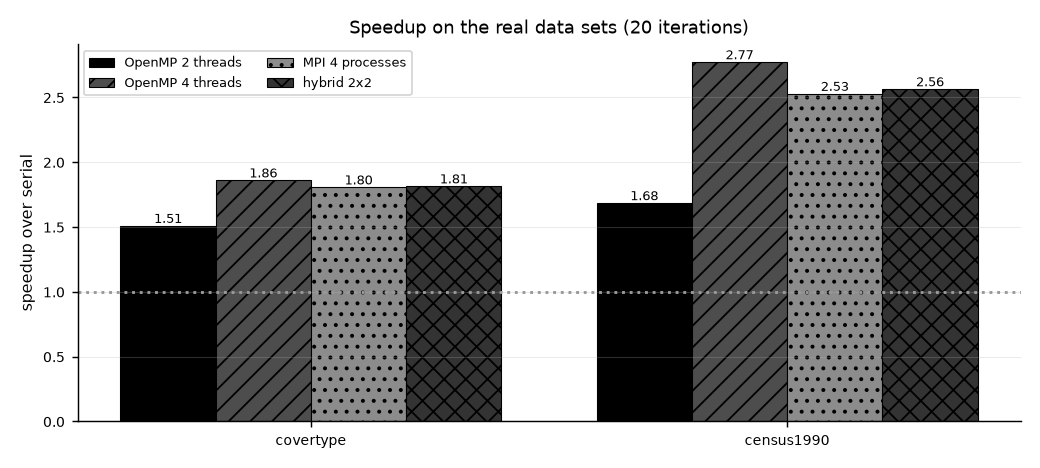 Speedup on the real data sets (20 iterations)
OpenMP 2 threads
OpenMP 4 threads
MPI 4 processes
hybrid 2x2
speedup over serial
2.5
2.0
1.5
1.0
0.5
0.0
1.51
1.86
1.80
1.81
1.68
2.77
2.53
2.56
covertype
census1990